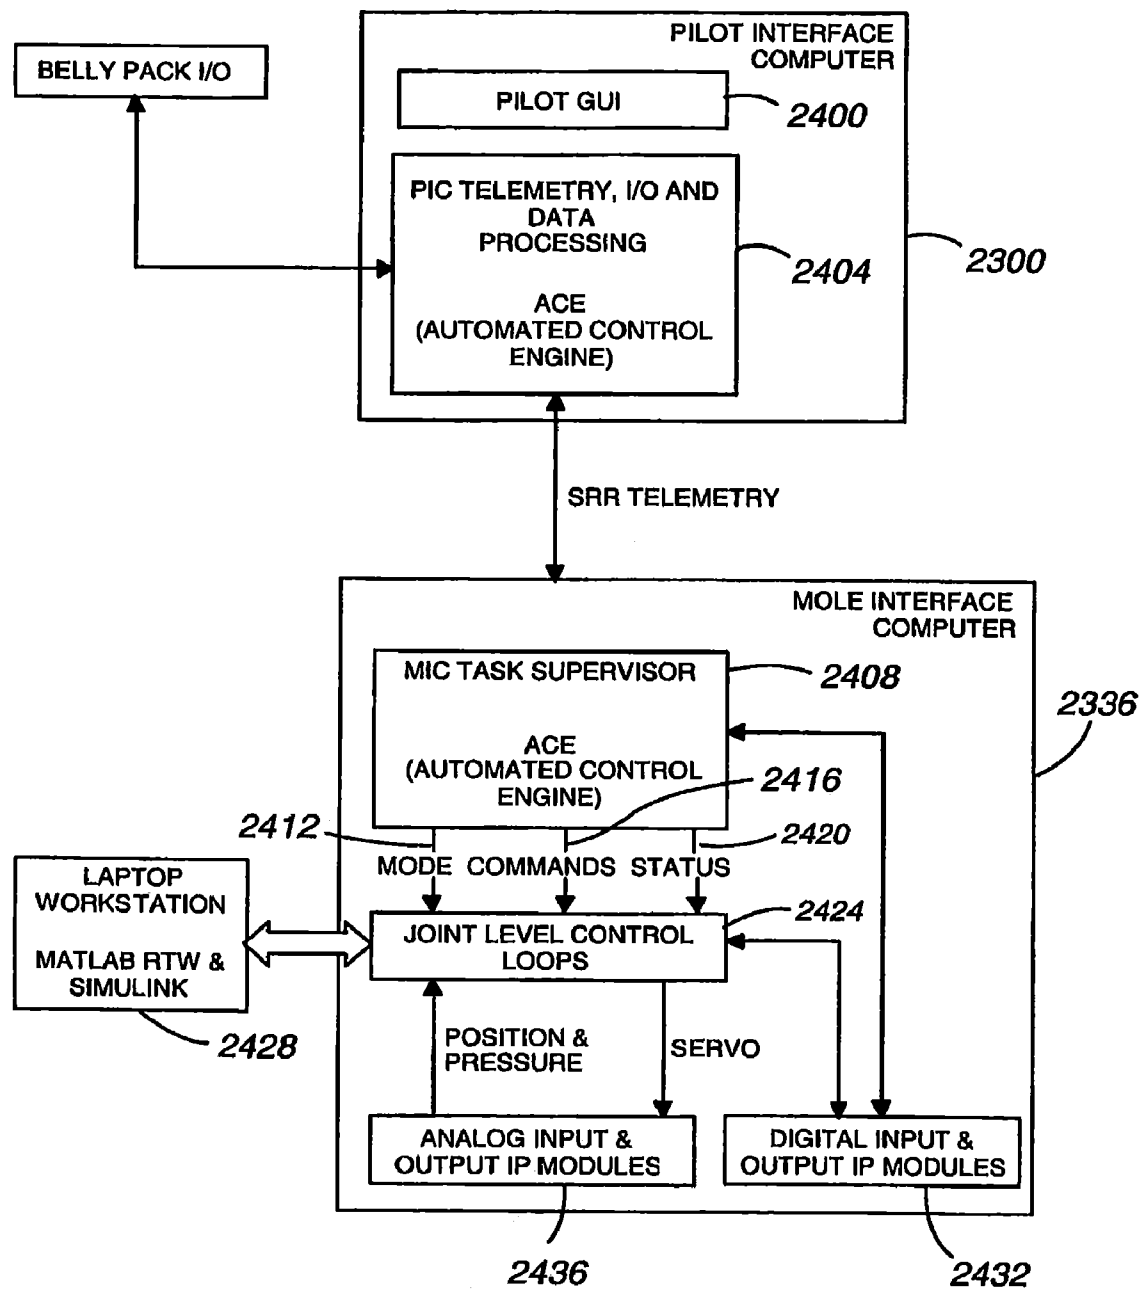 PILOT INTERFACE
COMPUTER
BELLY PACK I/O
PILOT GUI
2400
PIC TELEMETRY, I/O AND
DATA
PROCESSING
ACE
(AUTOMATED CONTROL
ENGINE)
2404
2300
SRR TELEMETRY
MOLE INTERFACE
COMPUTER
MIC TASK SUPERVISOR
2408
2336
ACE
(AUTOMATED CONTROL
ENGINE)
2416
2412
2420
MODE COMMANDS STATUS
LAPTOP
WORKSTATION
MATLAB RTW &
SIMULINK
2428
JOINT LEVEL CONTROL
LOOPS
2424
POSITION &
PRESSURE
SERVO
ANALOG INPUT &
OUTPUT IP MODULES
DIGITAL INPUT &
OUTPUT IP MODULES
2436
2432